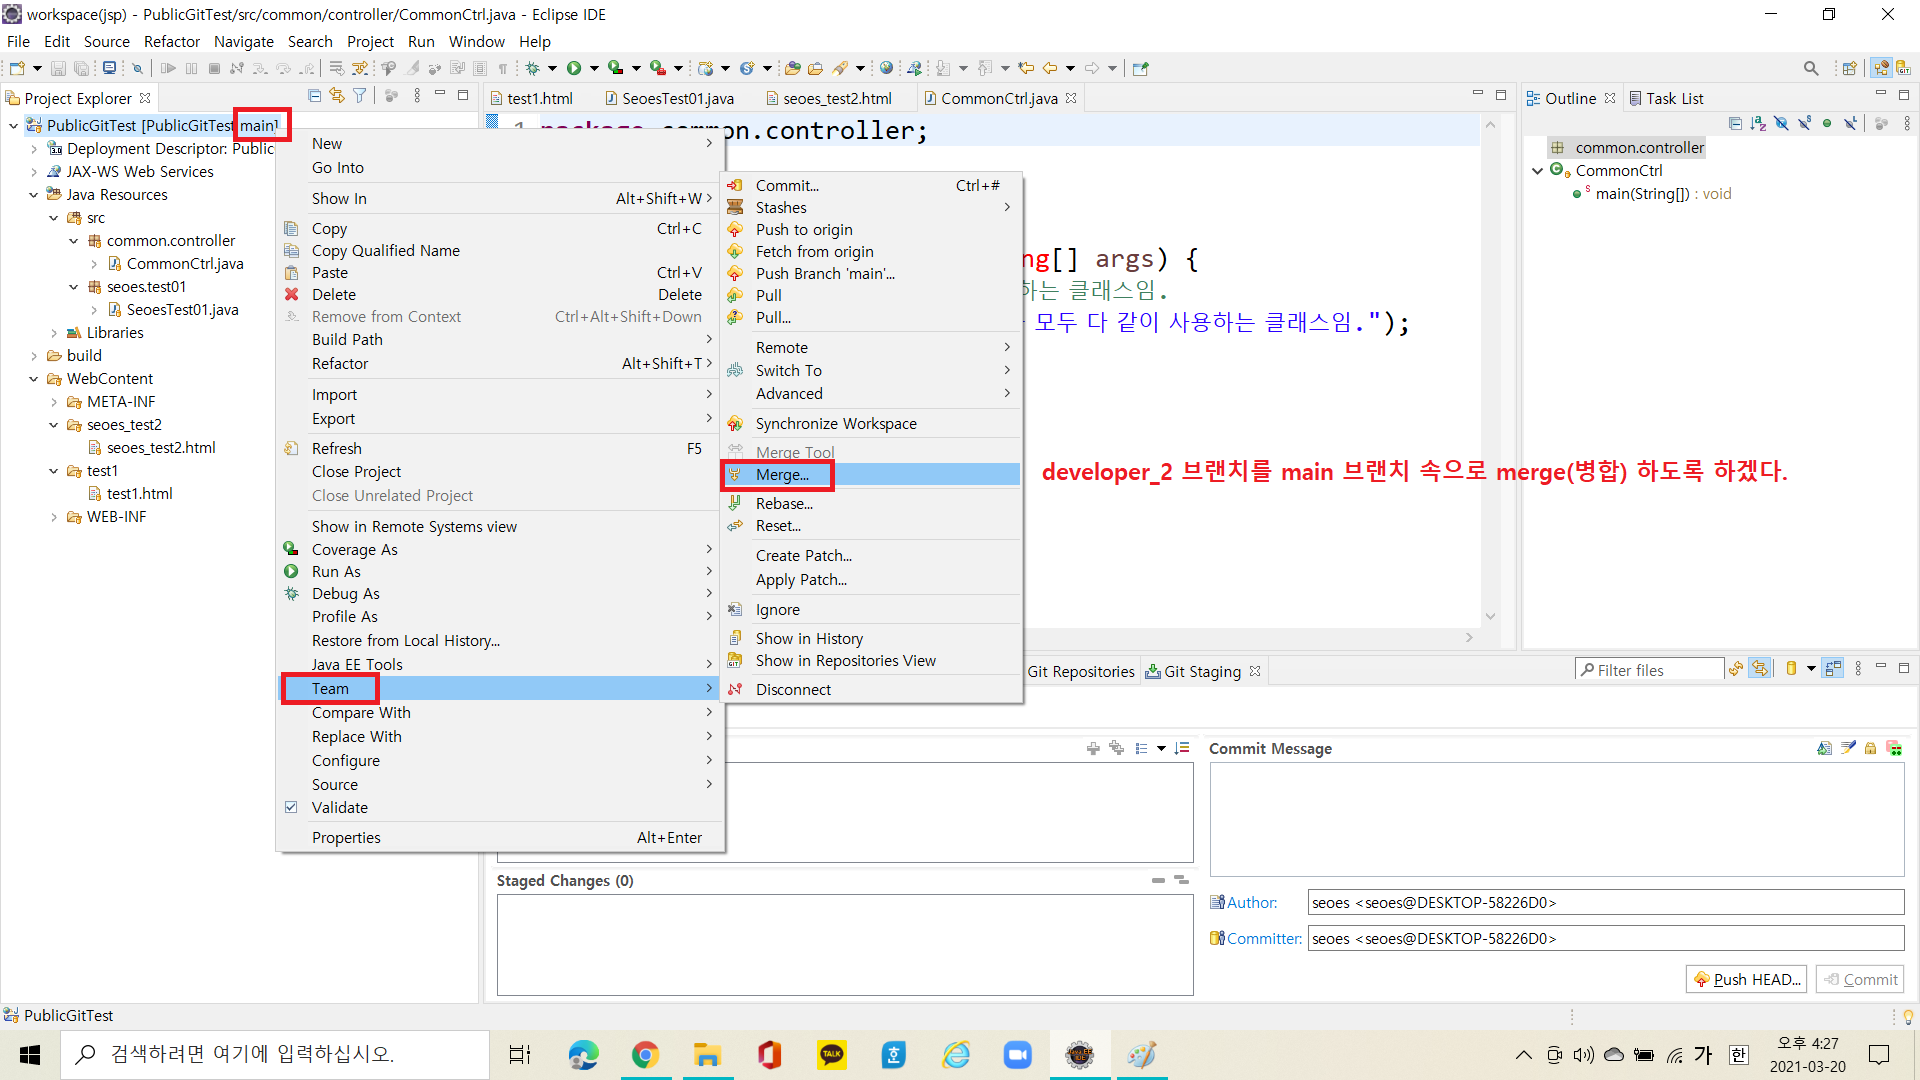 workspace(jsp) - PublicGitTest/src/common/controller/CommonCtrl.java - Eclipse IDE
File Edit Source Refactor Navigate Search Project Run Window Help
Project Explorer
PublicGitTest [PublicGitTest main]
Deployment Descriptor: Public
JAX-WS Web Services
Java Resources
src
common.controller
CommonCtrl.java
seoes.test01
SeoesTest01.java
Libraries
build
WebContent
META-INF
seoes_test2
seoes_test2.html
test1
test1.html
WEB-INF
New
Go Into
Show In Alt+Shift+W
Copy Ctrl+C
Copy Qualified Name
Paste Ctrl+V
Delete Delete
Remove from Context Ctrl+Alt+Shift+Down
Build Path
Refactor Alt+Shift+T
Import
Export
Refresh F5
Close Project
Close Unrelated Project
Show in Remote Systems view
Coverage As
Run As
Debug As
Profile As
Restore from Local History...
Java EE Tools
Team
Compare With
Replace With
Configure
Source
Validate
Properties Alt+Enter
Commit... Ctrl+#
Stashes
Push to origin
Fetch from origin
Push Branch 'main'...
Pull
Pull...
Remote
Switch To
Advanced
Synchronize Workspace
Merge Tool
Merge...
Rebase...
Reset...
Create Patch...
Apply Patch...
Ignore
Show in History
Show in Repositories View
Disconnect
test1.html SeoesTest01.java seoes_test2.html CommonCtrl.java
1 package common.controller;
ng[] args) {
하는 클래스임.
모두 다 같이 사용하는 클래스임.");
developer_2 브랜치를 main 브랜치 속으로 merge(병합) 하도록 하겠다.
Outline Task List
common.controller
CommonCtrl
main(String[]) : void
Git Repositories Git Staging
Filter files
Commit Message
Staged Changes (0)
Author: seoes <seoes@DESKTOP-58226D0>
Committer: seoes <seoes@DESKTOP-58226D0>
Push HEAD... Commit
PublicGitTest
검색하려면 여기에 입력하십시오.
TALK
가 한
오후 4:27
2021-03-20